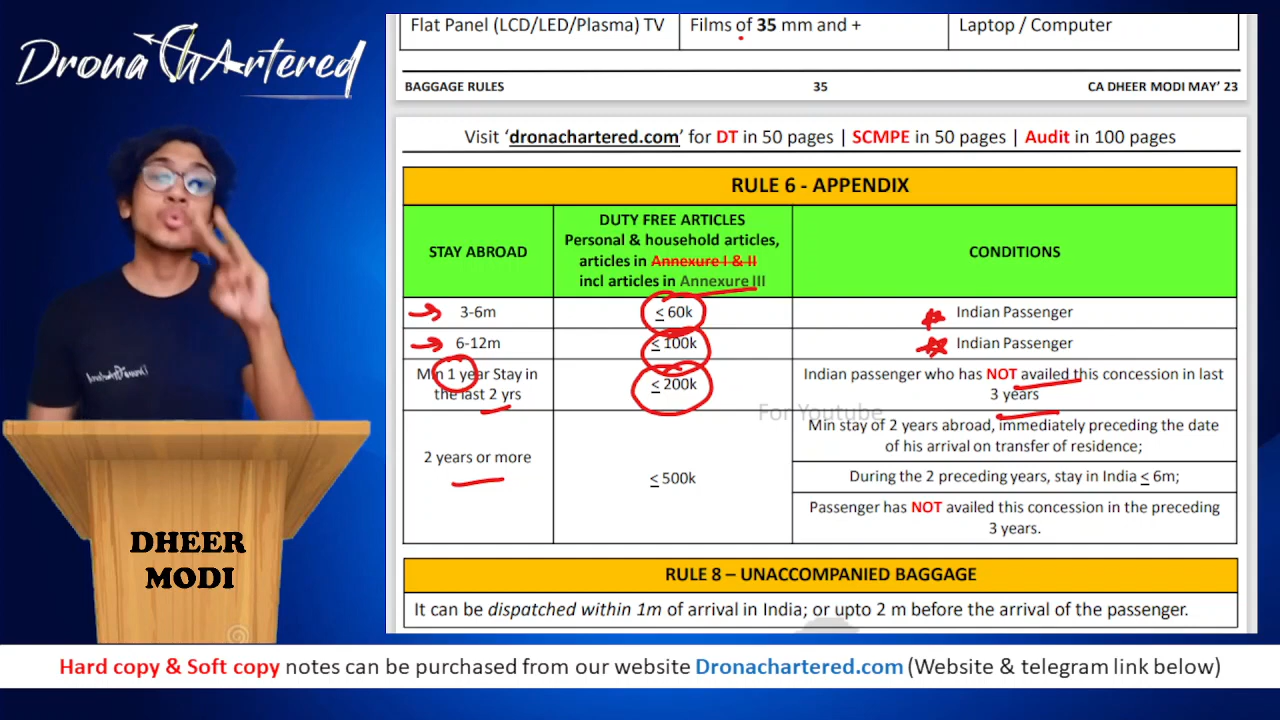 Drona CHArtered
Flat Panel (LCD/LED/Plasma) TV
Films of 35 mm and +
Laptop / Computer
BAGGAGE RULES
35
CA DHEER MODI MAY' 23
Visit 'dronachartered.com' for DT in 50 pages | SCMPE in 50 pages | Audit in 100 pages
RULE 6 - APPENDIX
STAY ABROAD
DUTY FREE ARTICLES
Personal & household articles,
articles in Annexure I & II
incl articles in Annexure III
CONDITIONS
3-6m
≤ 60k
Indian Passenger
6-12m
≤ 100k
Indian Passenger
Min 1 year Stay in
the last 2 yrs
≤ 200k
Indian passenger who has NOT availed this concession in last
3 years
For Youtube
2 years or more
≤ 500k
Min stay of 2 years abroad, immediately preceding the date
of his arrival on transfer of residence;
During the 2 preceding years, stay in India ≤ 6m;
Passenger has NOT availed this concession in the preceding
3 years.
RULE 8 – UNACCOMPANIED BAGGAGE
It can be dispatched within 1m of arrival in India; or upto 2 m before the arrival of the passenger.
DHEER
MODI
Hard copy & Soft copy notes can be purchased from our website Dronachartered.com (Website & telegram link below)